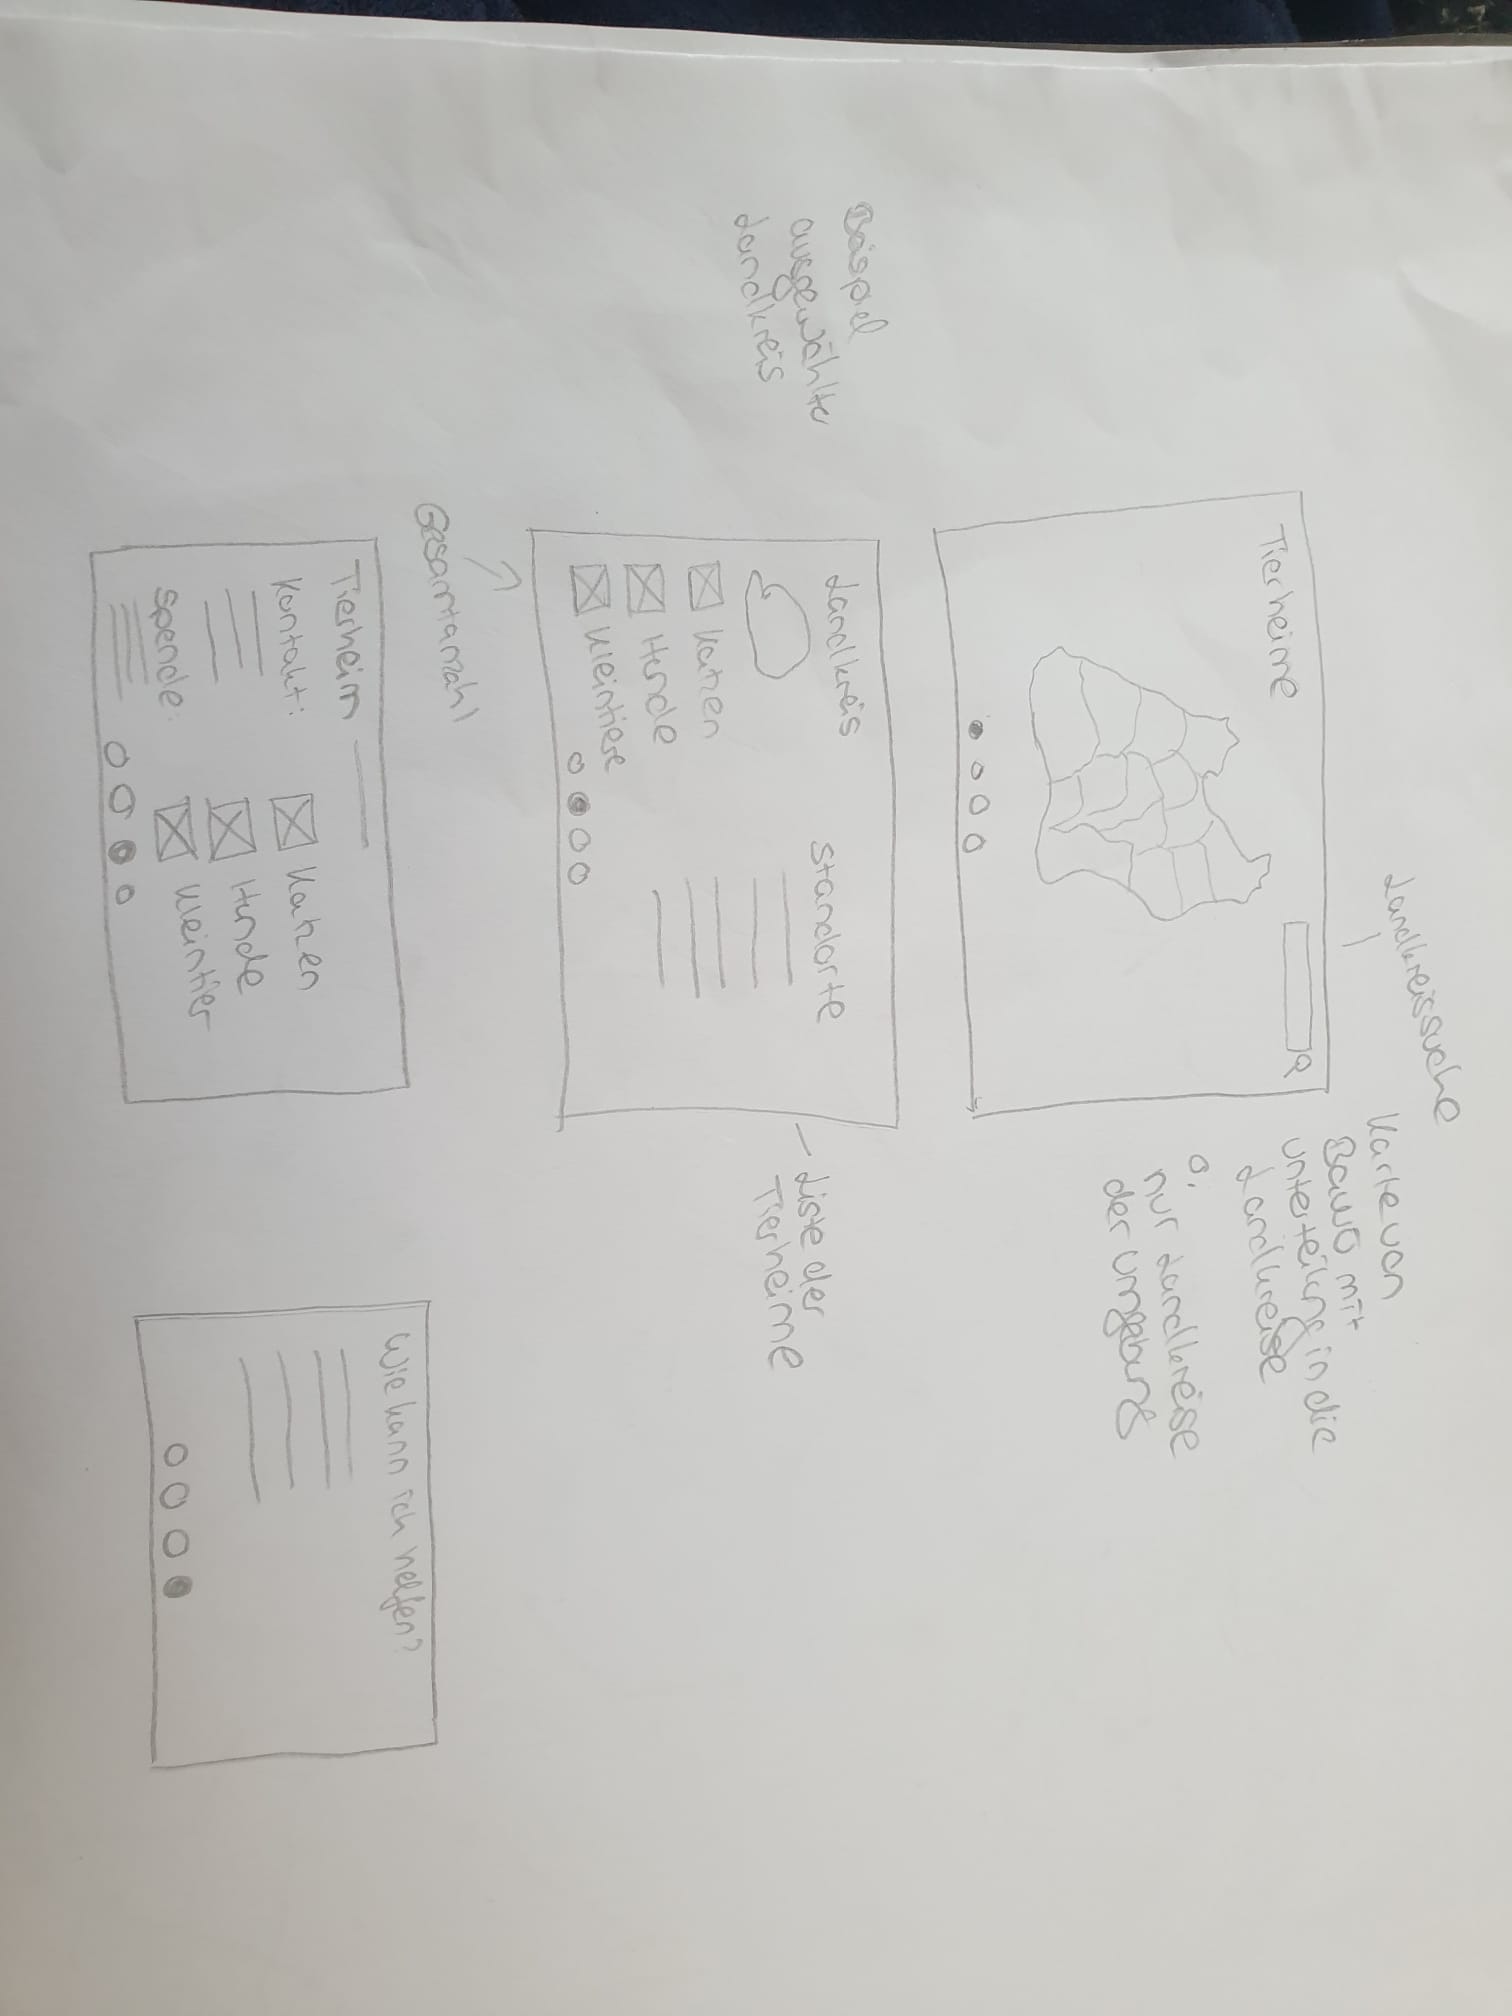 Landkreissuche
Tierheime
Karte von
BaWü mit
unterteilung in die
Landkreise
o.
nur Landkreise
der umgebung
Beispiel
ausgewählter
Landkreis
Landkreis
Standorte
Katzen
Hunde
Kleintiere
Liste der
Tierheime
Gesamtanzahl
Tierheim
Kontakt:
Spende:
Katzen
Hunde
Kleintier
Wie kann ich helfen?